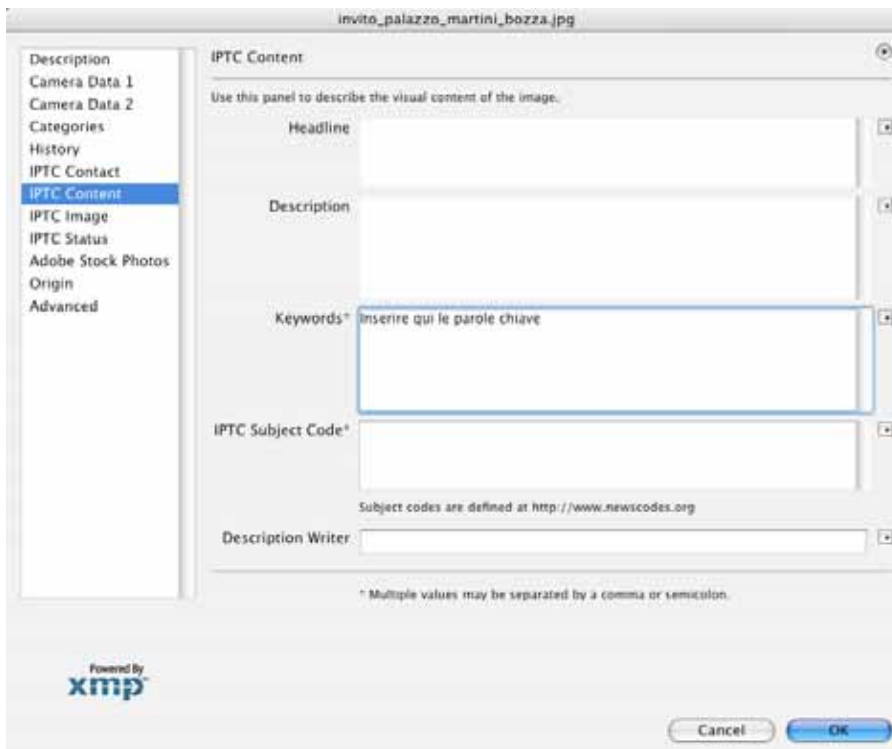 invito_palazzo_martini_bozza.jpg
Description
Camera Data 1
Camera Data 2
Categories
History
IPTC Contact
IPTC Content
IPTC Image
IPTC Status
Adobe Stock Photos
Origin
Advanced
IPTC Content
Use this panel to describe the visual content of the image.
Headline
Description
Keywords* Inserire qui le parole chiave
IPTC Subject Code*
Subject codes are defined at http://www.newscodes.org
Description Writer
* Multiple values may be separated by a comma or semicolon.
Powered By
xmp
Cancel OK